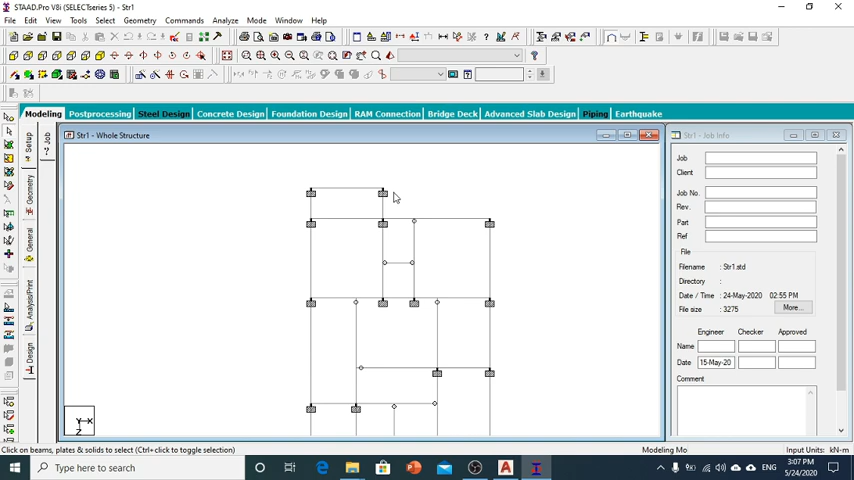 STAAD.Pro V8i (SELECTseries 5) - Str1
File Edit View Tools Select Geometry Commands Analyze Mode Window Help
Modeling Postprocessing Steel Design Concrete Design Foundation Design RAM Connection Bridge Deck Advanced Slab Design Piping Earthquake
Str1 - Whole Structure
Str1 - Job Info
Setup
Job
Geometry
General
Analysis/Print
Design
Job
Client
Job No.
Rev.
Part
Ref
File
Filename : Str1.std
Directory :
Date / Time : 24-May-2020 02:55 PM
File size : 3275
More...
Engineer Checker Approved
Name
Date 15-May-20
Comment
Y X
Z
Click on beams, plates & solids to select (Ctrl+click to toggle selection)
Modeling Mo
Input Units: kN-m
Type here to search
ENG
3:07 PM
5/24/2020